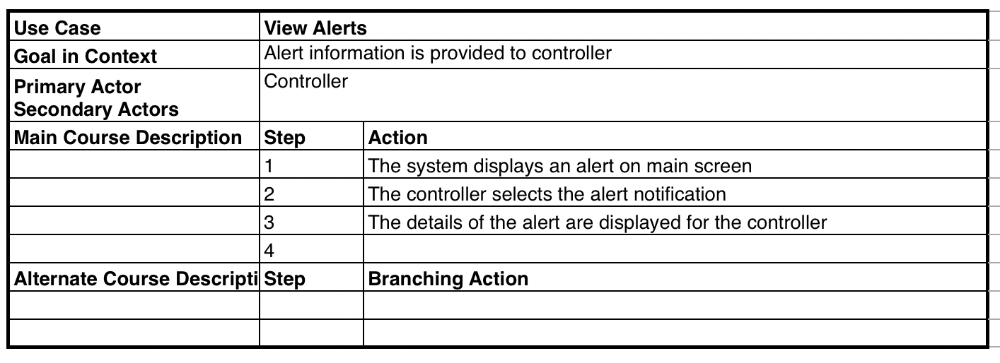 Use Case View Alerts
Goal in Context Alert information is provided to controller
Primary Actor Controller
Secondary Actors
Main Course Description Step Action
1 The system displays an alert on main screen
2 The controller selects the alert notification
3 The details of the alert are displayed for the controller
4
Alternate Course Descripti Step Branching Action